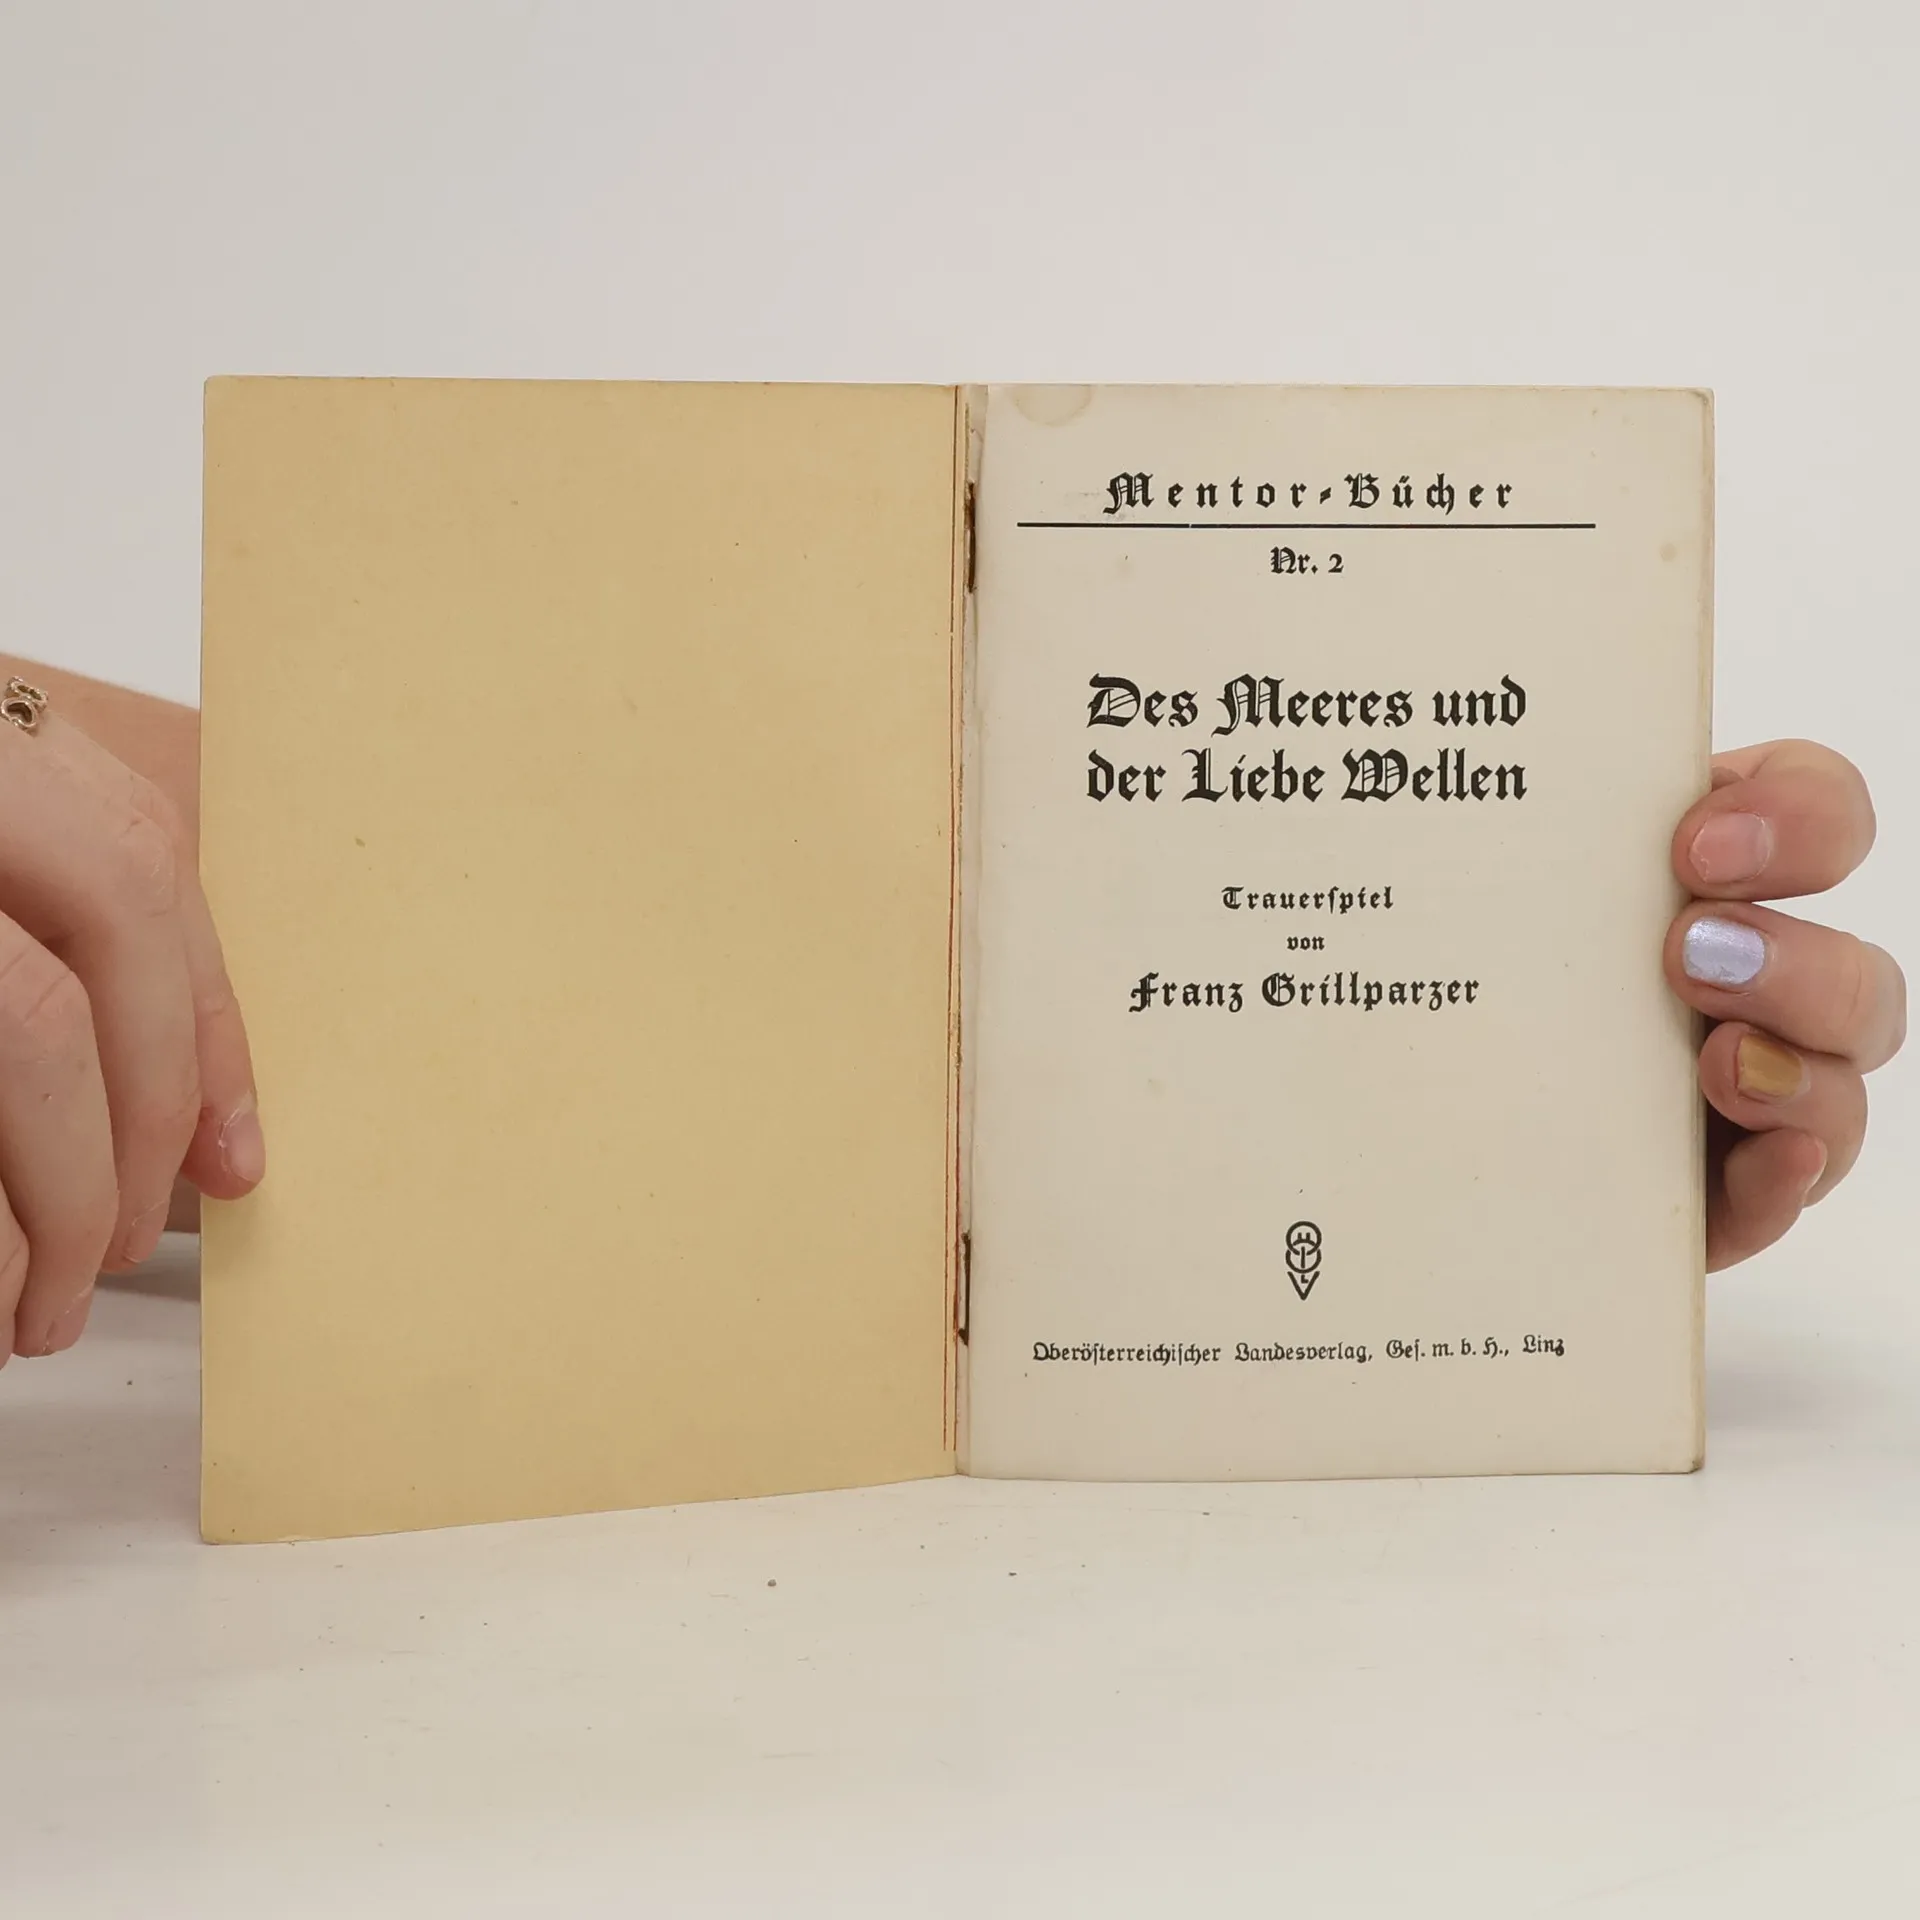 Mentor-Bücher
Nr. 2
Des Meeres und
der Liebe Wellen
Trauerſpiel
von
Franz Grillparzer
Oberöſterreichiſcher Landesverlag, Geſ. m. b. H., Linz